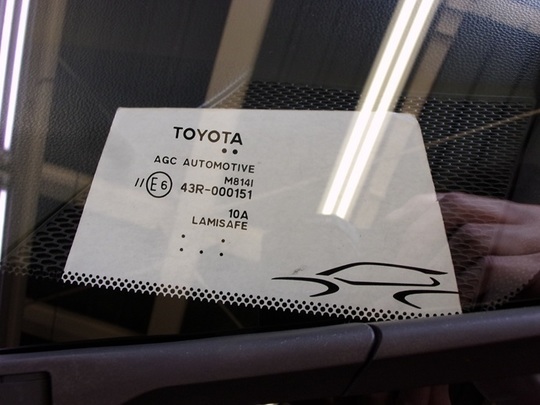 TOYOTA
AGC AUTOMOTIVE
M814I
// E6 43R-000151
10A
LAMISAFE